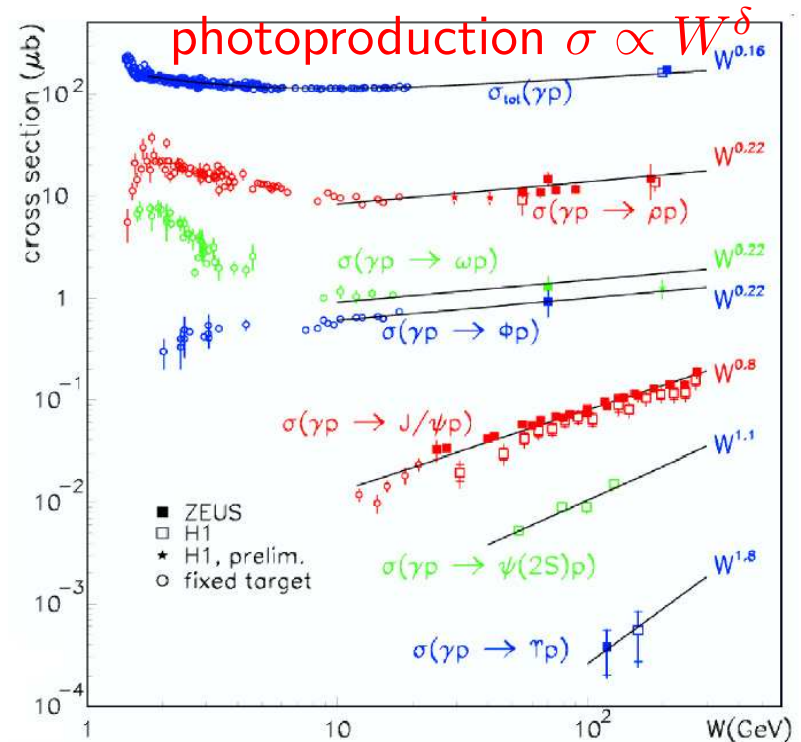 photoproduction σ ∝ W^δ
cross section (μb)
10^2
10
1
10^-1
10^-2
10^-3
10^-4
W^0.16
σ_tot(γp)
W^0.22
σ(γp → ρp)
σ(γp → ωp)
W^0.22
W^0.22
σ(γp → Φp)
W^0.8
σ(γp → J/ψp)
W^1.1
■ ZEUS
□ H1
★ H1, prelim.
○ fixed target
σ(γp → ψ(2S)p)
W^1.8
σ(γp → Υp)
1
10
10^2
W(GeV)